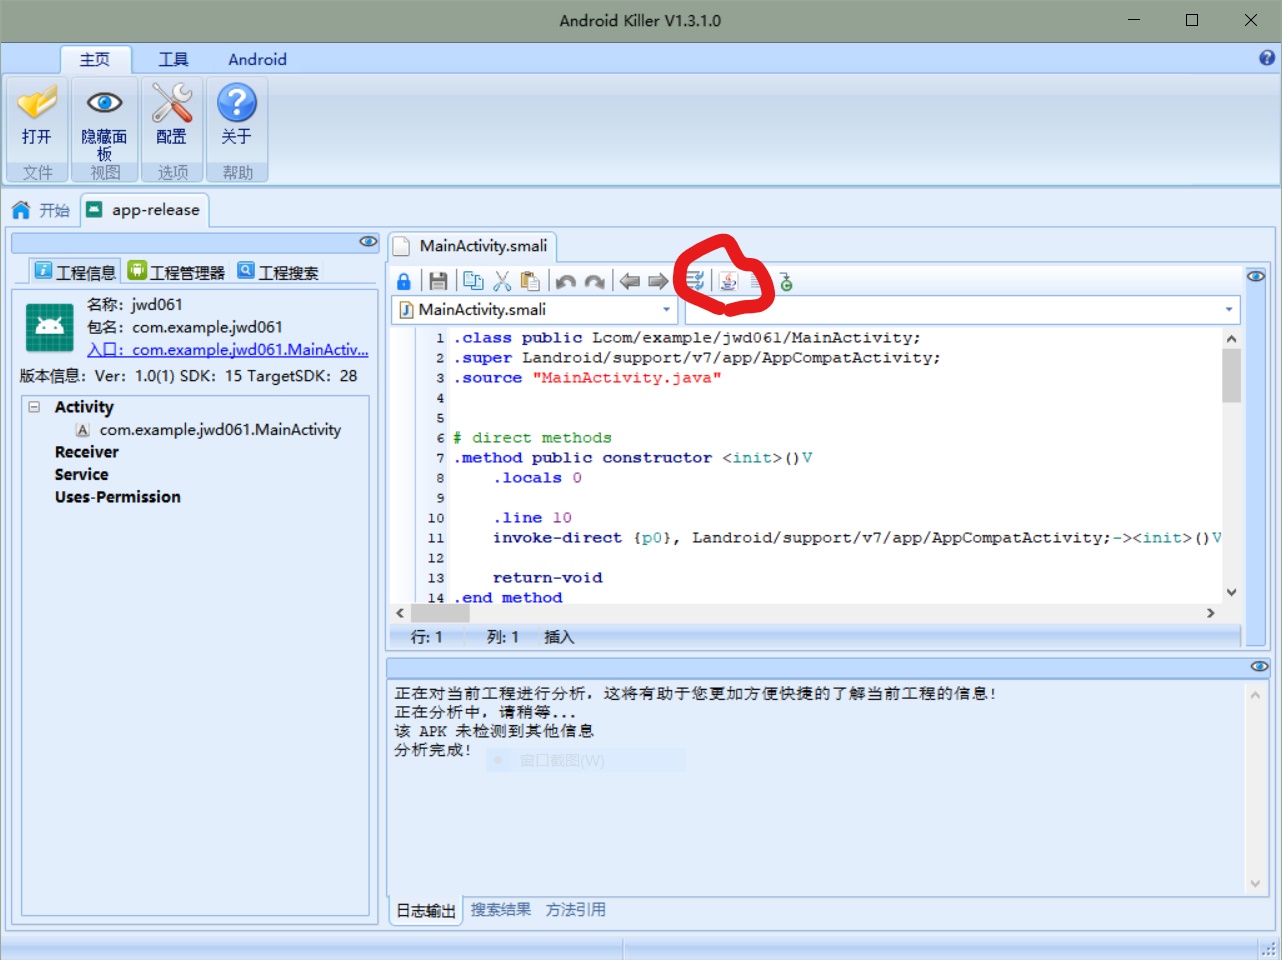 Android Killer V1.3.1.0
主页 工具 Android
打开 隐藏面板 配置 关于
文件 视图 选项 帮助
开始 app-release
工程信息 工程管理器 工程搜索
名称：jwd061
包名：com.example.jwd061
入口：com.example.jwd061.MainActiv...
版本信息：Ver：1.0(1) SDK：15 TargetSDK：28
Activity
A com.example.jwd061.MainActivity
Receiver
Service
Uses-Permission
MainActivity.smali
J MainActivity.smali
1 .class public Lcom/example/jwd061/MainActivity;
2 .super Landroid/support/v7/app/AppCompatActivity;
3 .source "MainActivity.java"
4
5
6 # direct methods
7 .method public constructor <init>()V
8 .locals 0
9
10 .line 10
11 invoke-direct {p0}, Landroid/support/v7/app/AppCompatActivity;-><init>()V
12
13 return-void
14 .end method
行: 1 列: 1 插入
正在对当前工程进行分析，这将有助于您更加方便快捷的了解当前工程的信息！
正在分析中，请稍等...
该 APK 未检测到其他信息
分析完成！
窗口截图(W)
日志输出 搜索结果 方法引用